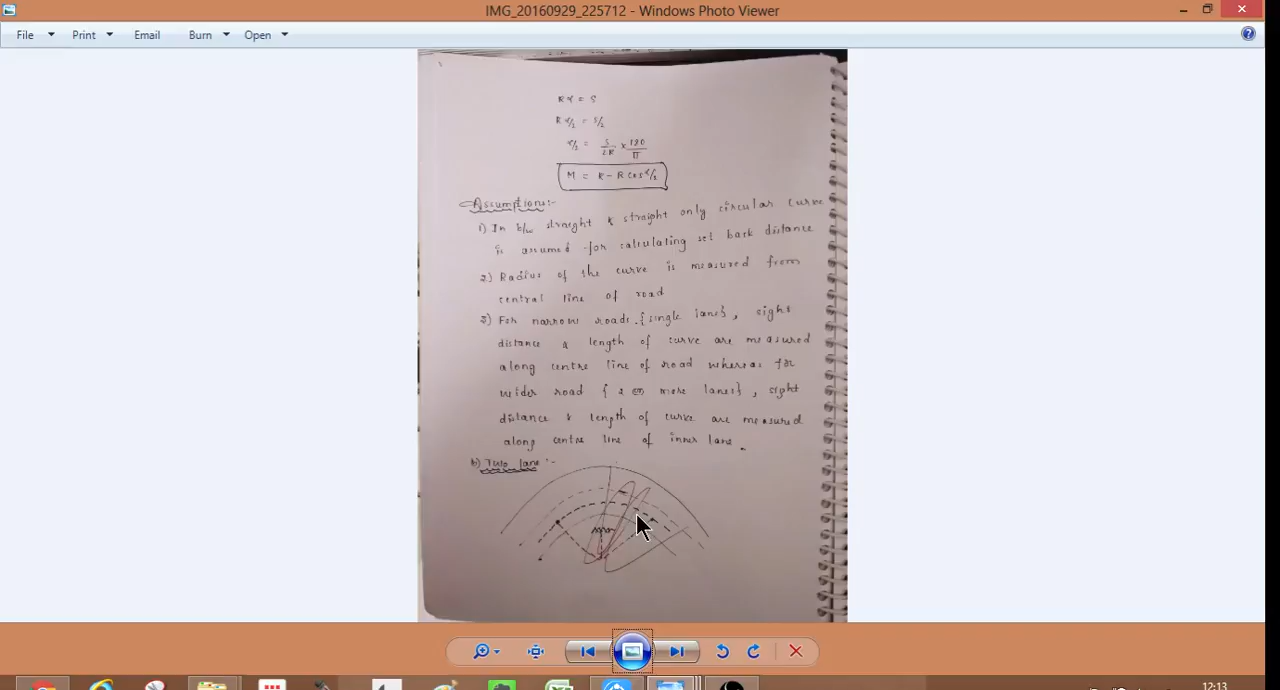 IMG_20160929_225712 - Windows Photo Viewer
File Print Email Burn Open
Rα = S
R α/2 = S/2
α/2 = S/2R × 180/π
M = R - R cos α/2
Assumptions:-
1) In b/w straight & straight only circular curve
is assumed for calculating set back distance
2) Radius of the curve is measured from
central line of road
3) For narrow roads {single lane}, sight
distance & length of curve are measured
along centre line of road whereas for
wider road { 2 or more lanes}, sight
distance & length of curve are measured
along centre line of inner lane.
b) Two lane :-
12:13